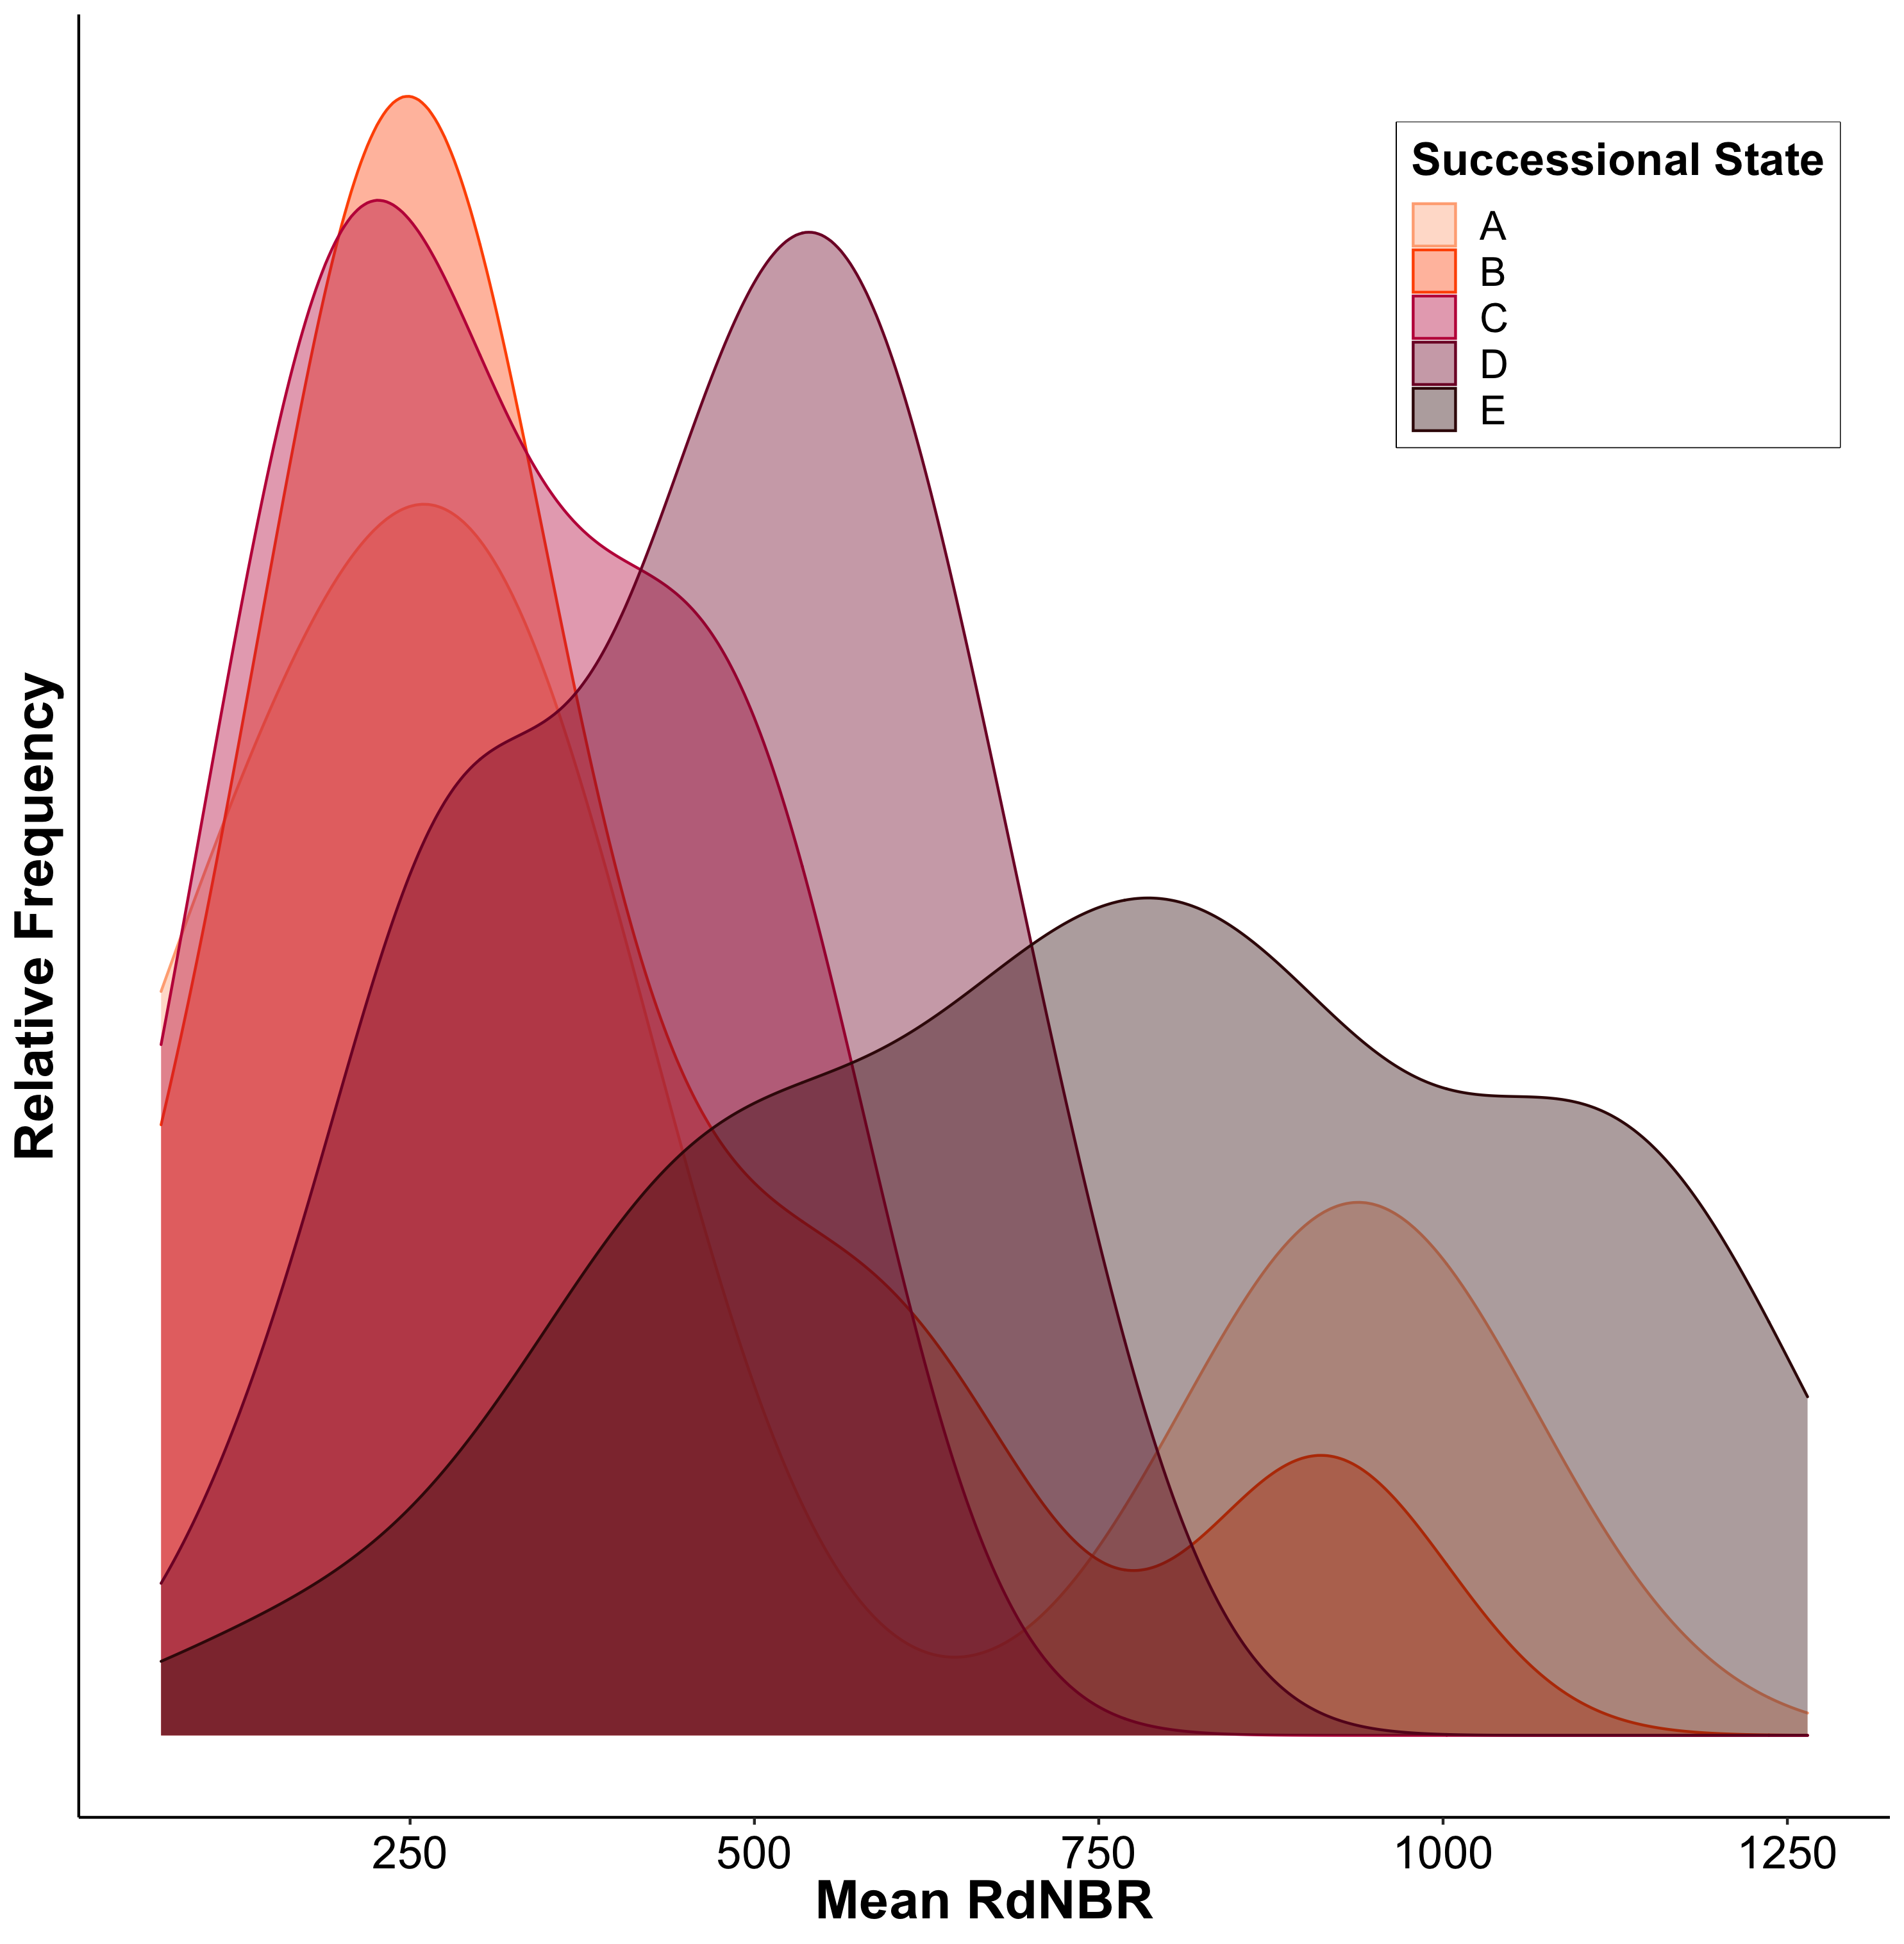 Successional State
A
B
C
D
E
Relative Frequency
250 500 750 1000 1250
Mean RdNBR